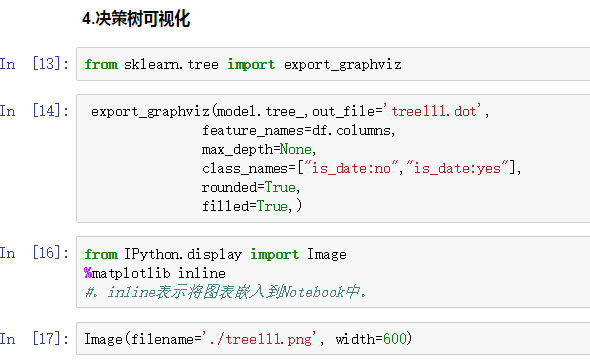 4.决策树可视化
In [13]: from sklearn.tree import export_graphviz
In [14]: export_graphviz(model.tree_,out_file='tree111.dot',
feature_names=df.columns,
max_depth=None,
class_names=["is_date:no","is_date:yes"],
rounded=True,
filled=True,)
In [16]: from IPython.display import Image
%matplotlib inline
#。inline表示将图表嵌入到Notebook中。
In [17]: Image(filename='./tree111.png', width=600)